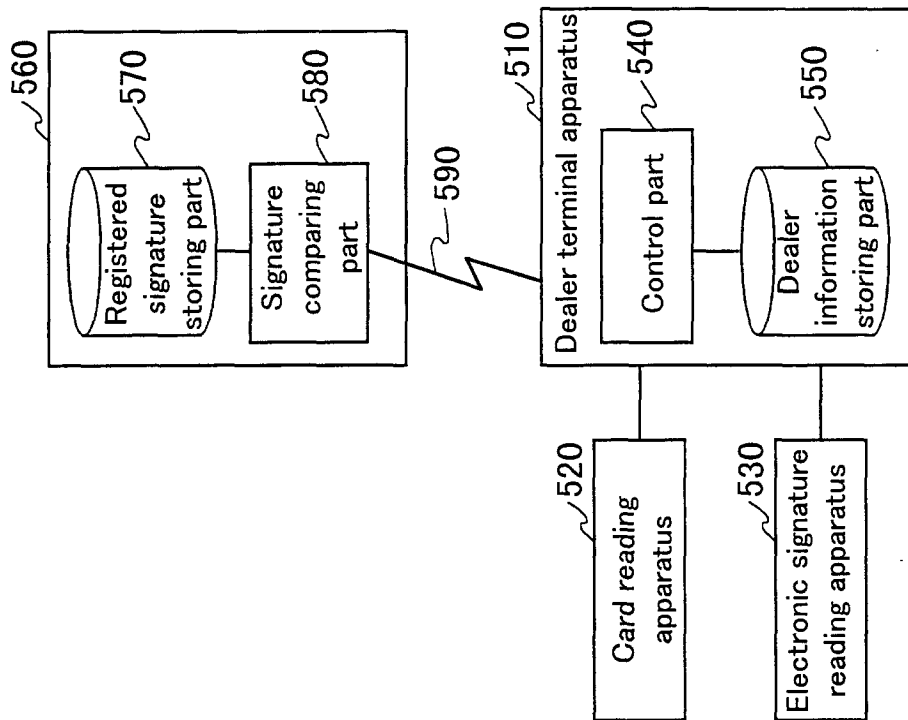 560
570
Registered
signature
storing part
580
Signature
comparing
part
590
510
Dealer terminal apparatus
540
Control part
550
Dealer
information
storing part
520
Card reading
apparatus
530
Electronic signature
reading apparatus